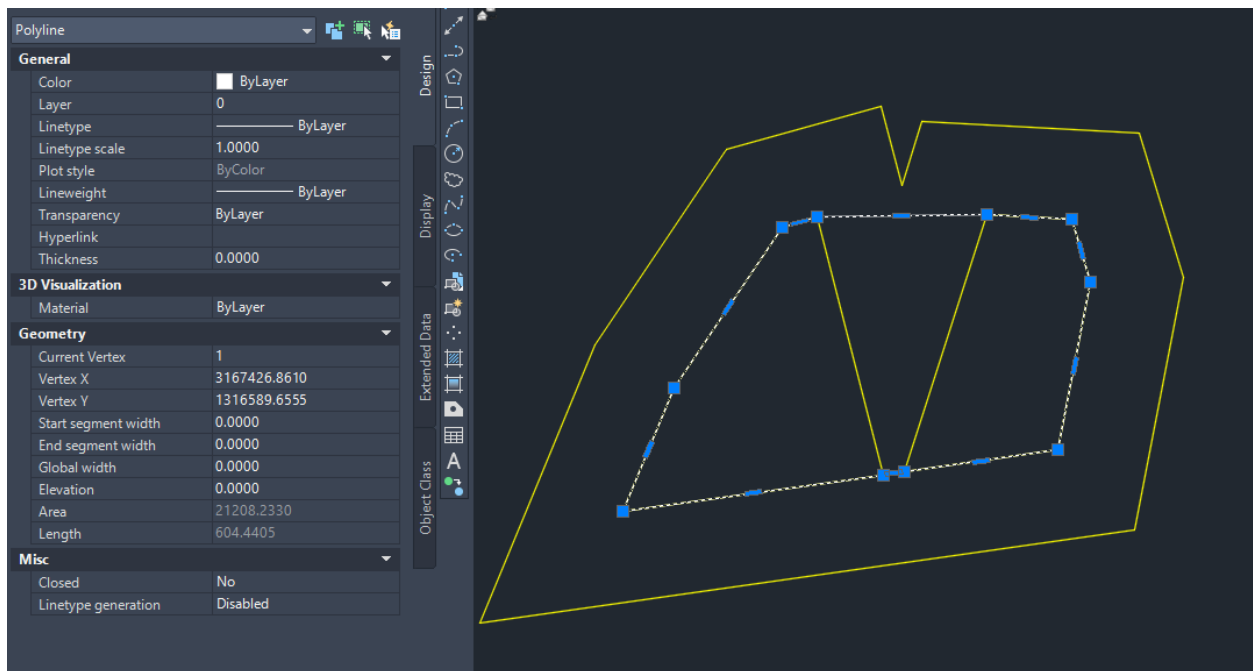 Polyline
General
Color ByLayer
Layer 0
Linetype ByLayer
Linetype scale 1.0000
Plot style ByColor
Lineweight ByLayer
Transparency ByLayer
Hyperlink
Thickness 0.0000
3D Visualization
Material ByLayer
Geometry
Current Vertex 1
Vertex X 3167426.8610
Vertex Y 1316589.6555
Start segment width 0.0000
End segment width 0.0000
Global width 0.0000
Elevation 0.0000
Area 21208.2330
Length 604.4405
Misc
Closed No
Linetype generation Disabled
Design
Display
Extended Data
Object Class
A